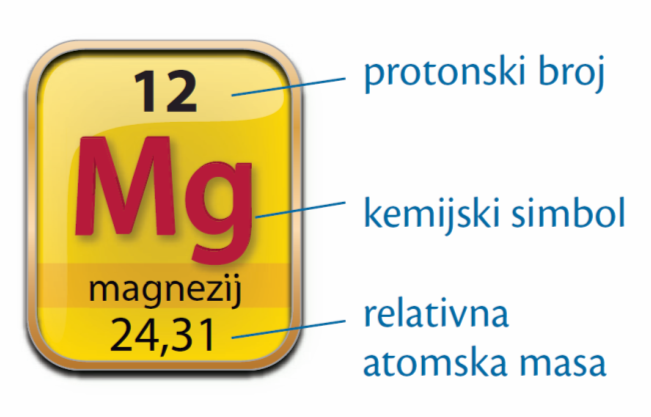 12
protonski broj
Mg
kemijski simbol
magnezij
24,31
relativna
atomska masa